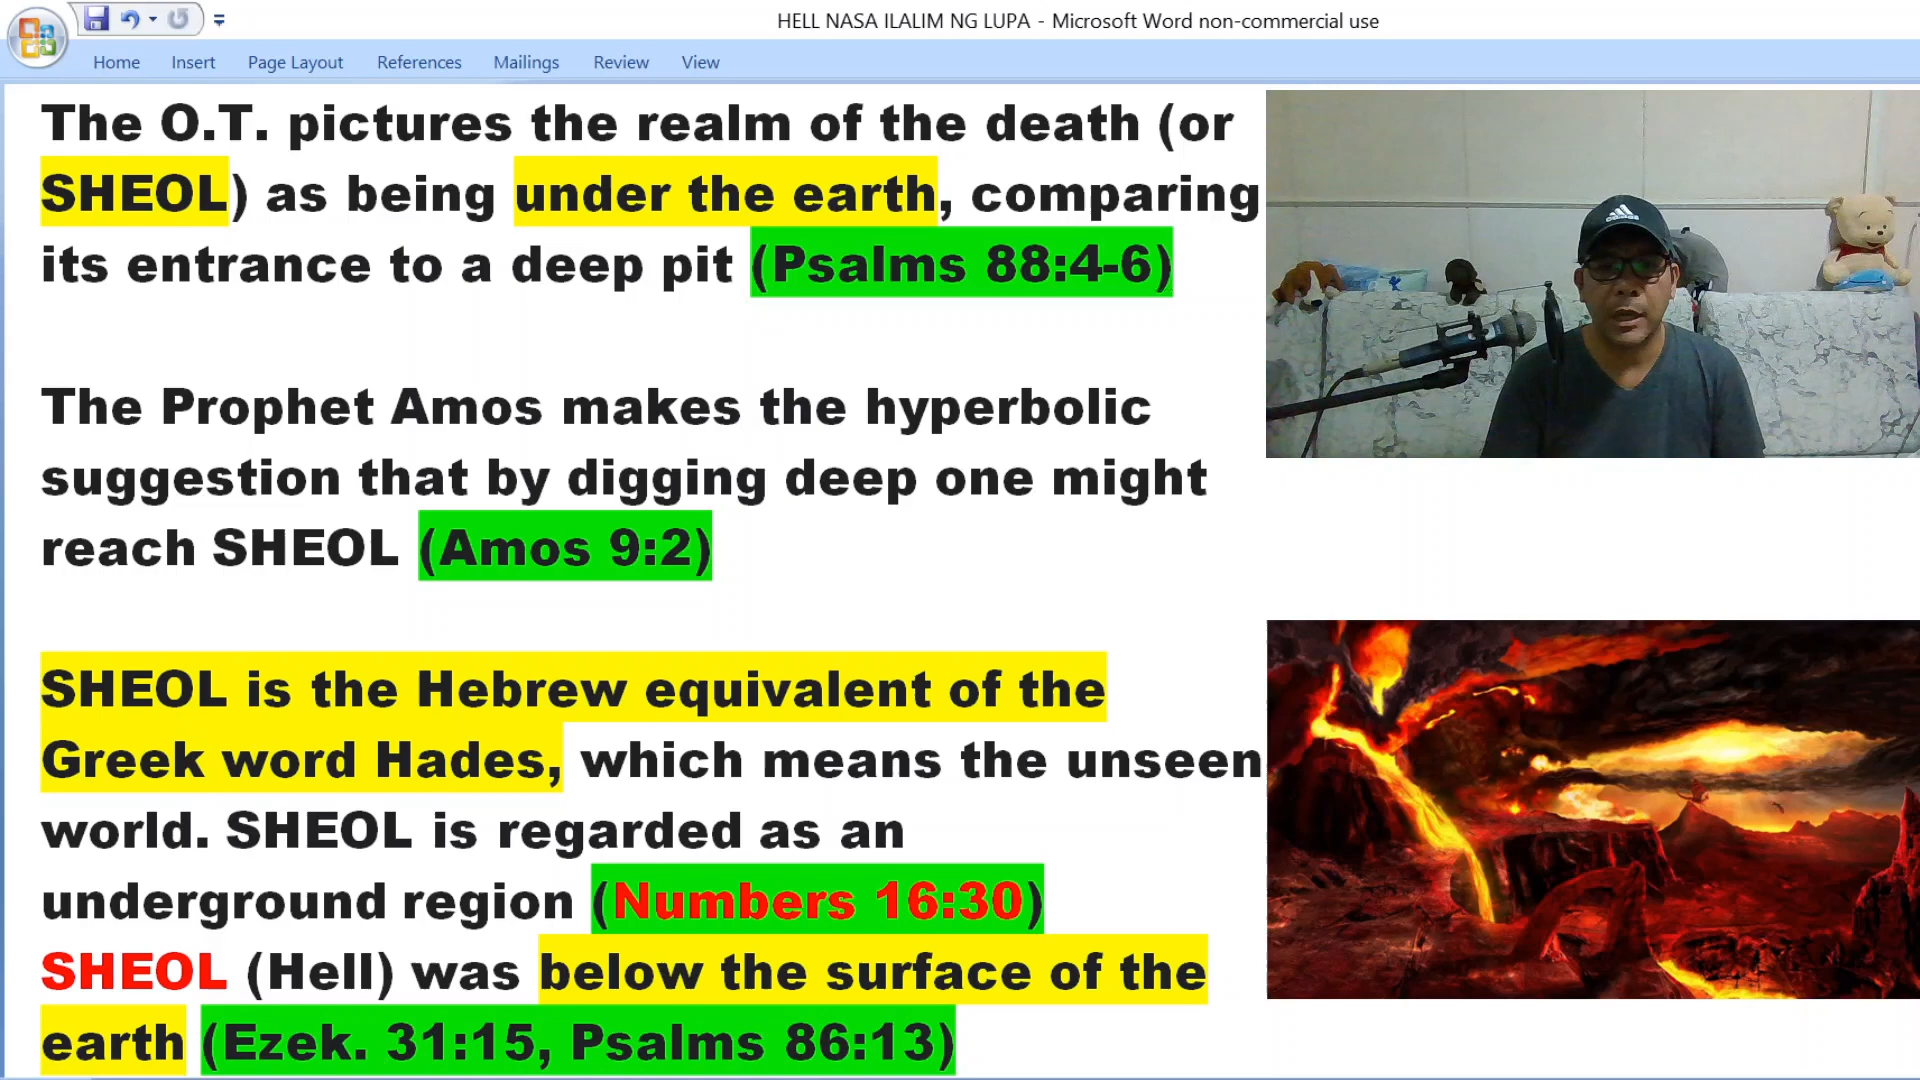 HELL NASA ILALIM NG LUPA - Microsoft Word non-commercial use
Home Insert Page Layout References Mailings Review View
The O.T. pictures the realm of the death (or
SHEOL) as being under the earth, comparing
its entrance to a deep pit (Psalms 88:4-6)
The Prophet Amos makes the hyperbolic
suggestion that by digging deep one might
reach SHEOL (Amos 9:2)
SHEOL is the Hebrew equivalent of the
Greek word Hades, which means the unseen
world. SHEOL is regarded as an
underground region (Numbers 16:30)
SHEOL (Hell) was below the surface of the
earth (Ezek. 31:15, Psalms 86:13)
adidas